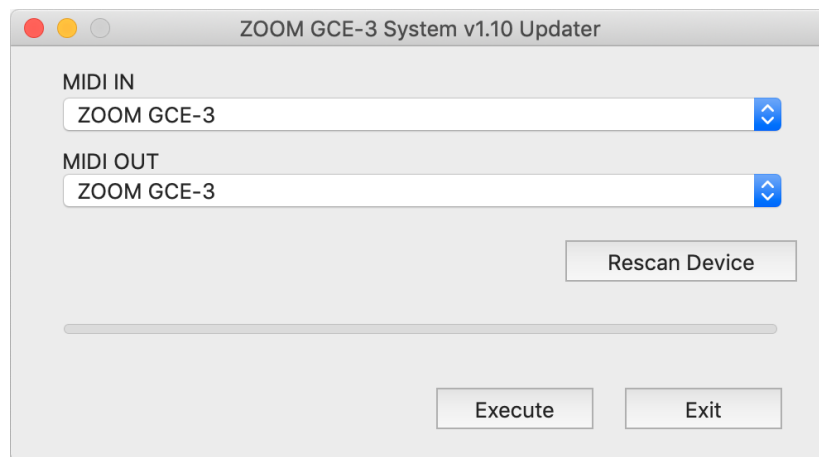 ZOOM GCE-3 System v1.10 Updater
MIDI IN
ZOOM GCE-3
MIDI OUT
ZOOM GCE-3
Rescan Device
Execute Exit